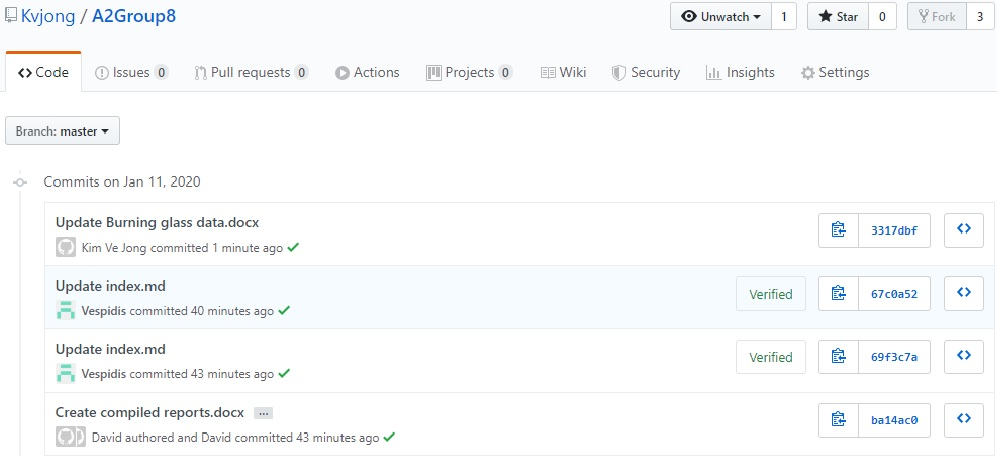 Kvjong / A2Group8
Unwatch 1 Star 0 Fork 3
Code Issues 0 Pull requests 0 Actions Projects 0 Wiki Security Insights Settings
Branch: master
Commits on Jan 11, 2020
Update Burning glass data.docx
Kim Ve Jong committed 1 minute ago
3317dbf
Update index.md
Vespidis committed 40 minutes ago
Verified 67c0a52
Update index.md
Vespidis committed 43 minutes ago
Verified 69f3c7a
Create compiled reports.docx ...
David authored and David committed 43 minutes ago
ba14ac0